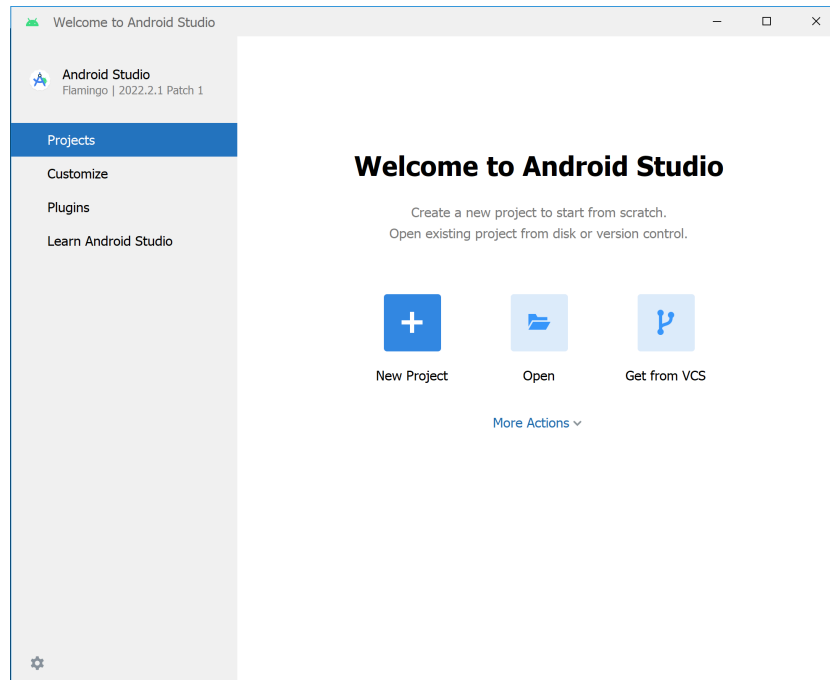 Welcome to Android Studio
Android Studio
Flamingo | 2022.2.1 Patch 1
Projects
Customize
Plugins
Learn Android Studio
Welcome to Android Studio
Create a new project to start from scratch.
Open existing project from disk or version control.
New Project
Open
Get from VCS
More Actions